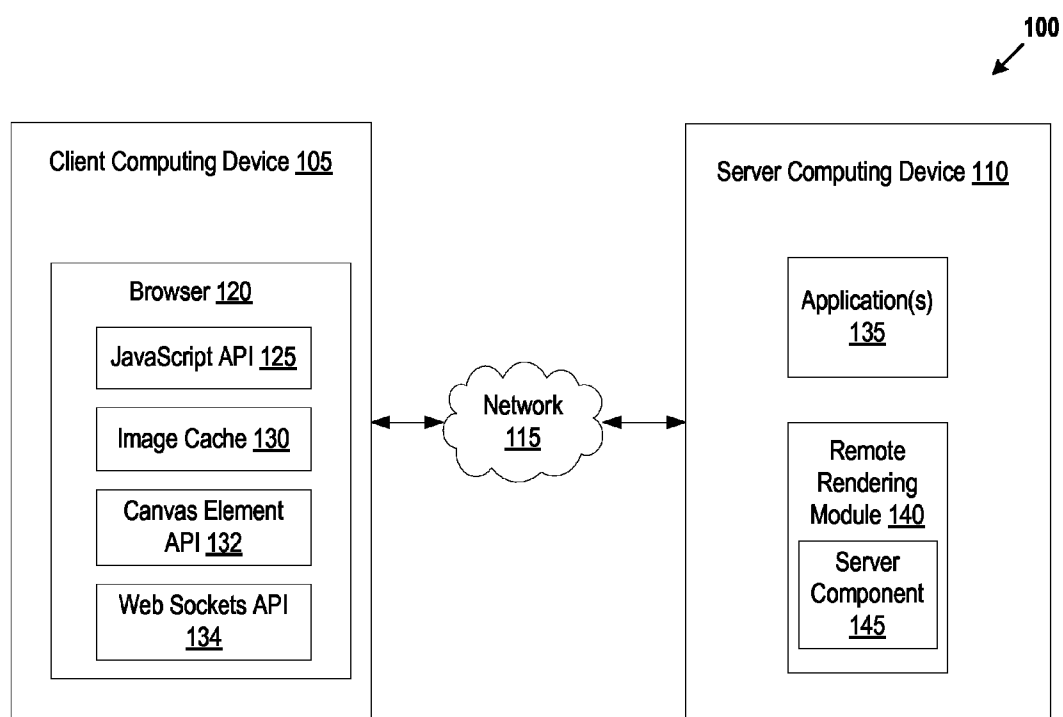 100
Client Computing Device 105
Browser 120
JavaScript API 125
Image Cache 130
Canvas Element
API 132
Web Sockets API
134
Network
115
Server Computing Device 110
Application(s)
135
Remote
Rendering
Module 140
Server
Component
145